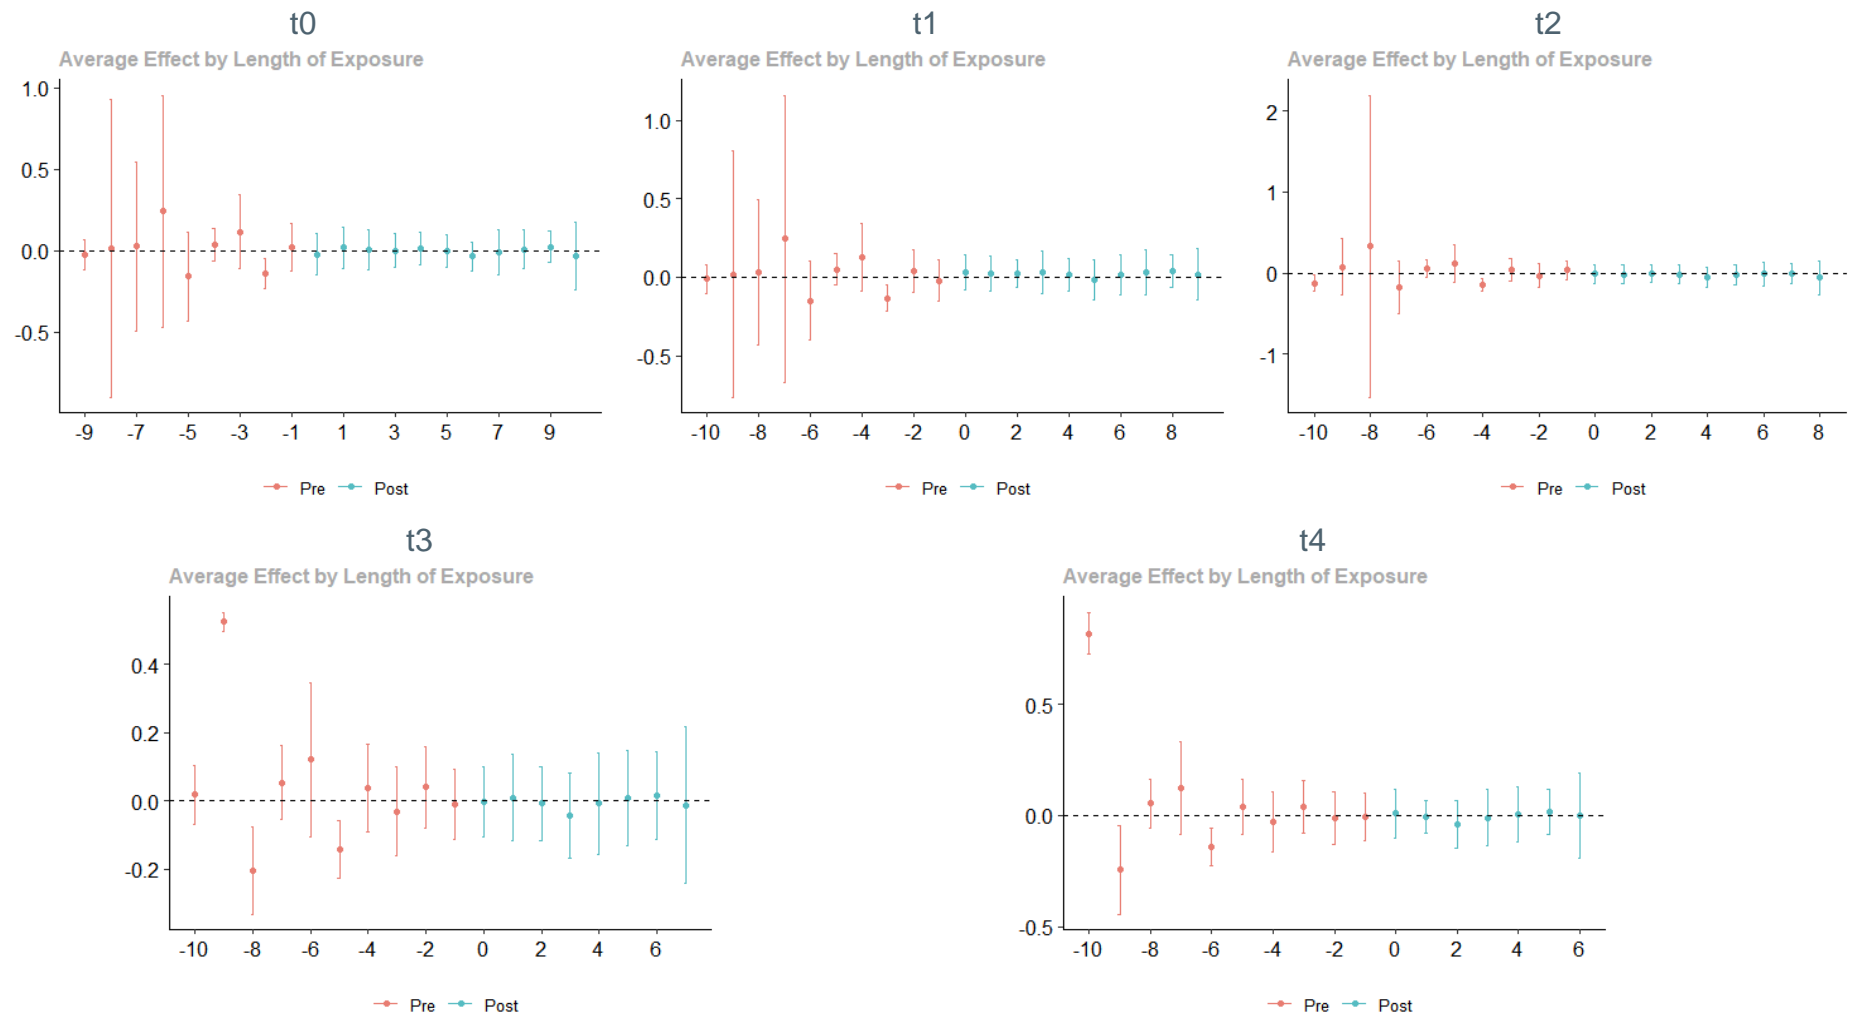 t0
Average Effect by Length of Exposure
1.0
0.5
0.0
-0.5
-9 -7 -5 -3 -1 1 3 5 7 9
Pre Post
t1
Average Effect by Length of Exposure
1.0
0.5
0.0
-0.5
-10 -8 -6 -4 -2 0 2 4 6 8
Pre Post
t2
Average Effect by Length of Exposure
2
1
0
-1
-10 -8 -6 -4 -2 0 2 4 6 8
Pre Post
t3
Average Effect by Length of Exposure
0.4
0.2
0.0
-0.2
-10 -8 -6 -4 -2 0 2 4 6
Pre Post
t4
Average Effect by Length of Exposure
0.5
0.0
-0.5
-10 -8 -6 -4 -2 0 2 4 6
Pre Post